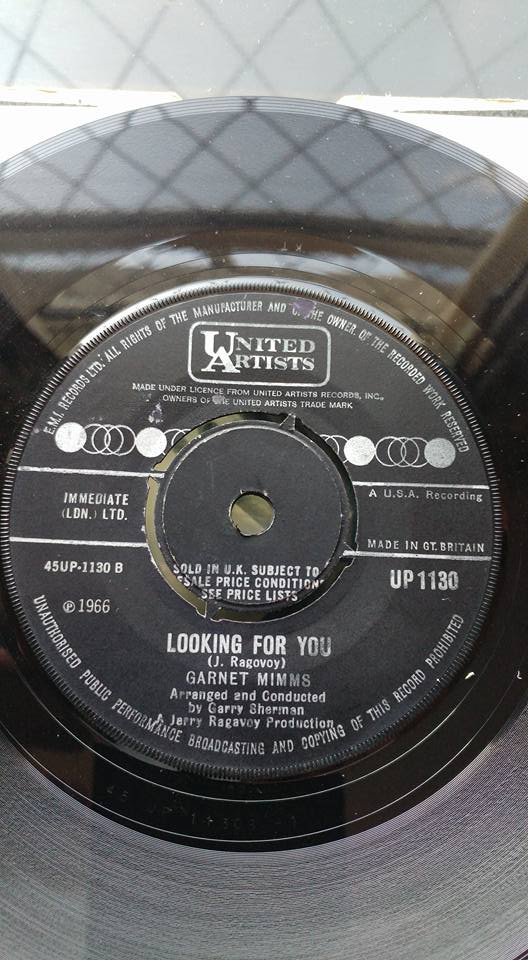 E.M.I. RECORDS LTD. ALL RIGHTS OF THE MANUFACTURER AND OF THE OWNER OF THE RECORDED WORK RESERVED
UNITED
ARTISTS
MADE UNDER LICENCE FROM UNITED ARTISTS RECORDS, INC.,
OWNERS OF THE UNITED ARTISTS TRADE MARK
IMMEDIATE
(LDN.) LTD.
A U.S.A. Recording
MADE IN GT. BRITAIN
SOLD IN U.K. SUBJECT TO
RESALE PRICE CONDITIONS
SEE PRICE LISTS
45UP-1130 B
UP 1130
℗ 1966
LOOKING FOR YOU
(J. Ragovoy)
GARNET MIMMS
Arranged and Conducted
by Garry Sherman
A Jerry Ragavoy Production
UNAUTHORISED PUBLIC PERFORMANCE BROADCASTING AND COPYING OF THIS RECORD PROHIBITED